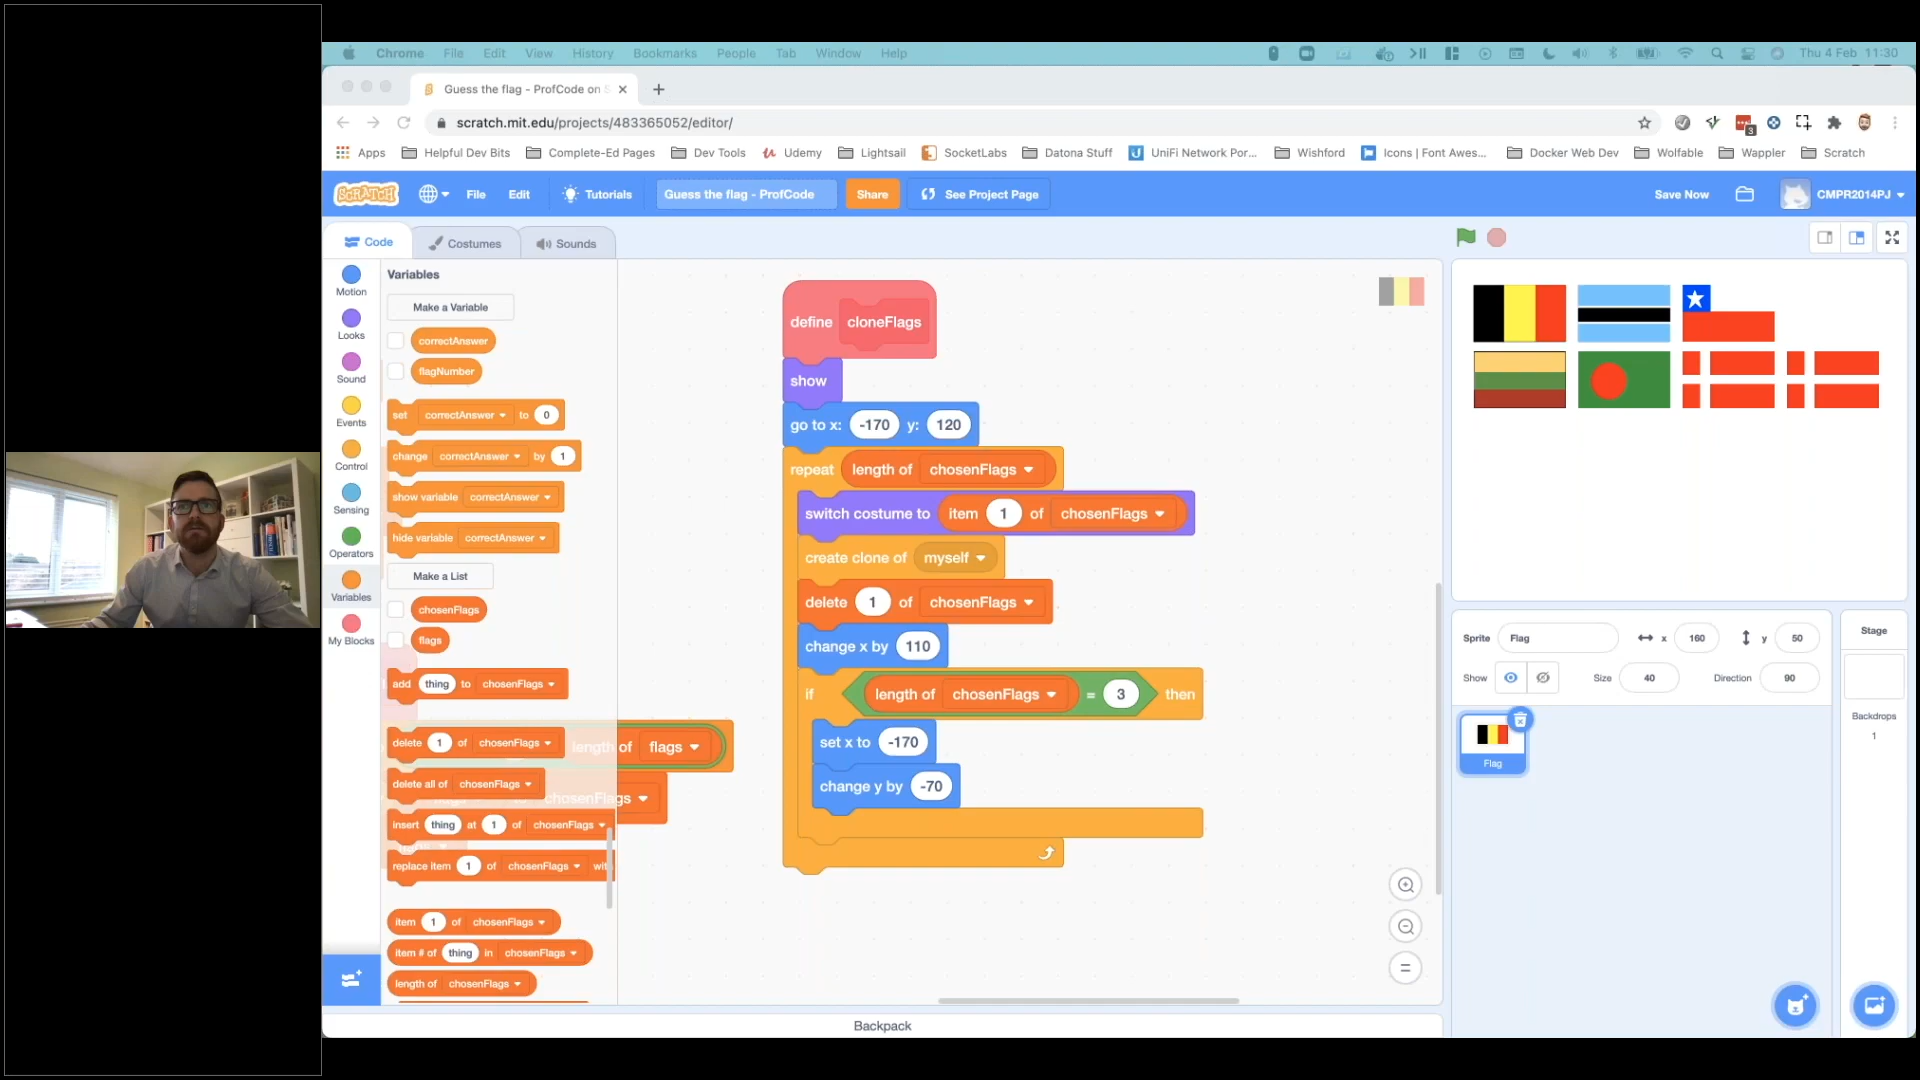 Chrome File Edit View History Bookmarks People Tab Window Help Thu 4 Feb 11:30
Guess the flag - ProfCode on S
scratch.mit.edu/projects/483365052/editor/
3
Apps Helpful Dev Bits Complete-Ed Pages Dev Tools Udemy Lightsail SocketLabs Datona Stuff UniFi Network Por... Wishford Icons | Font Awes... Docker Web Dev Wolfable Wappler Scratch
SCRATCH File Edit Tutorials Guess the flag - ProfCode Share See Project Page Save Now CMPR2014PJ
Code Costumes Sounds
Motion
Looks
Sound
Events
Control
Sensing
Operators
Variables
My Blocks
Variables
Make a Variable
correctAnswer
flagNumber
set correctAnswer to 0
change correctAnswer by 1
show variable correctAnswer
hide variable correctAnswer
Make a List
chosenFlags
flags
add thing to chosenFlags
delete 1 of chosenFlags
delete all of chosenFlags
insert thing at 1 of chosenFlags
replace item 1 of chosenFlags wit
item 1 of chosenFlags
item # of thing in chosenFlags
length of chosenFlags
length of flags
chosenFlags
define cloneFlags
show
go to x: -170 y: 120
repeat length of chosenFlags
switch costume to item 1 of chosenFlags
create clone of myself
delete 1 of chosenFlags
change x by 110
if length of chosenFlags = 3 then
set x to -170
change y by -70
Backpack
Sprite Flag x 160 y 50
Show Size 40 Direction 90
Flag
Stage
Backdrops
1